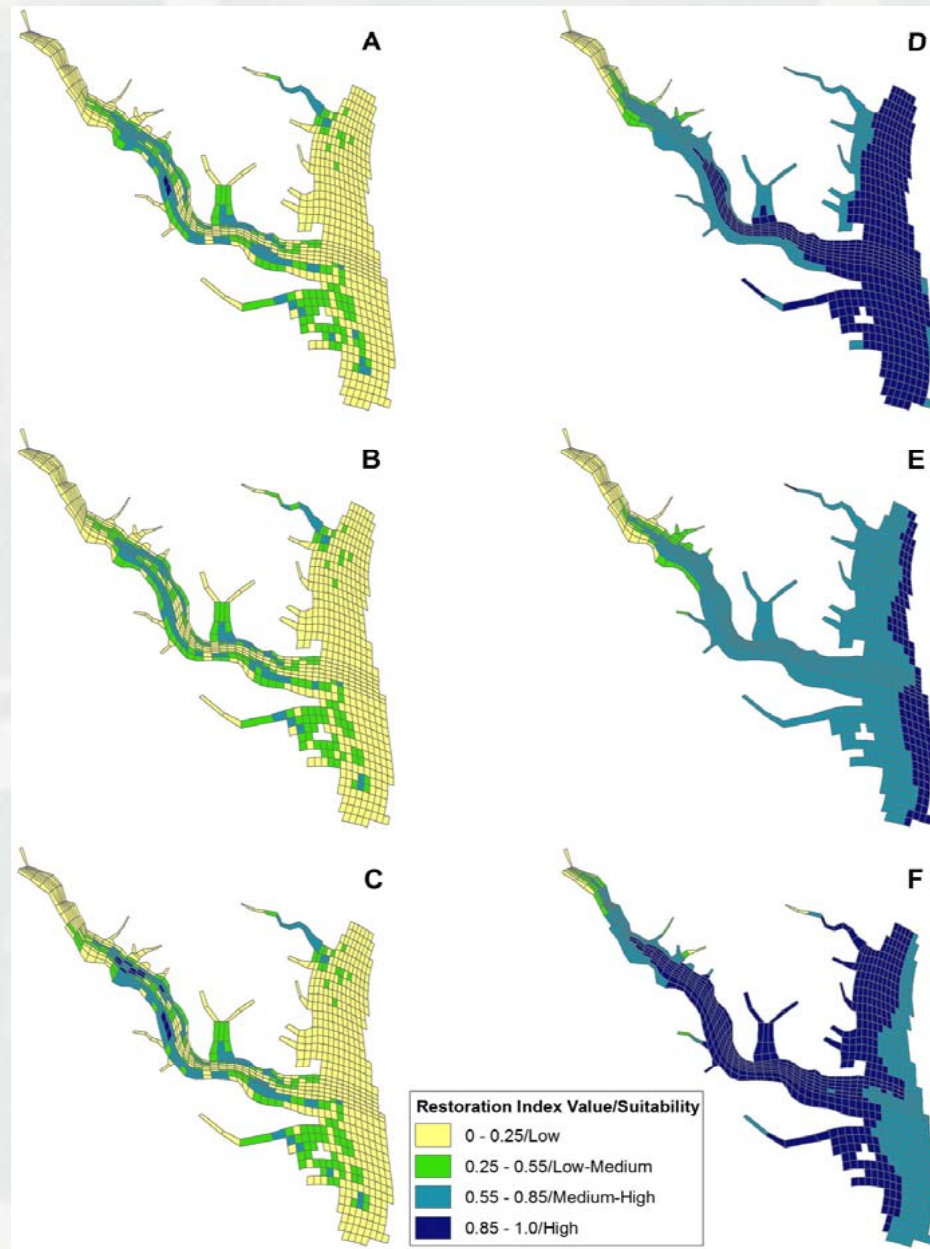 A
D
B
E
C
F
Restoration Index Value/Suitability
0 - 0.25/Low
0.25 - 0.55/Low-Medium
0.55 - 0.85/Medium-High
0.85 - 1.0/High